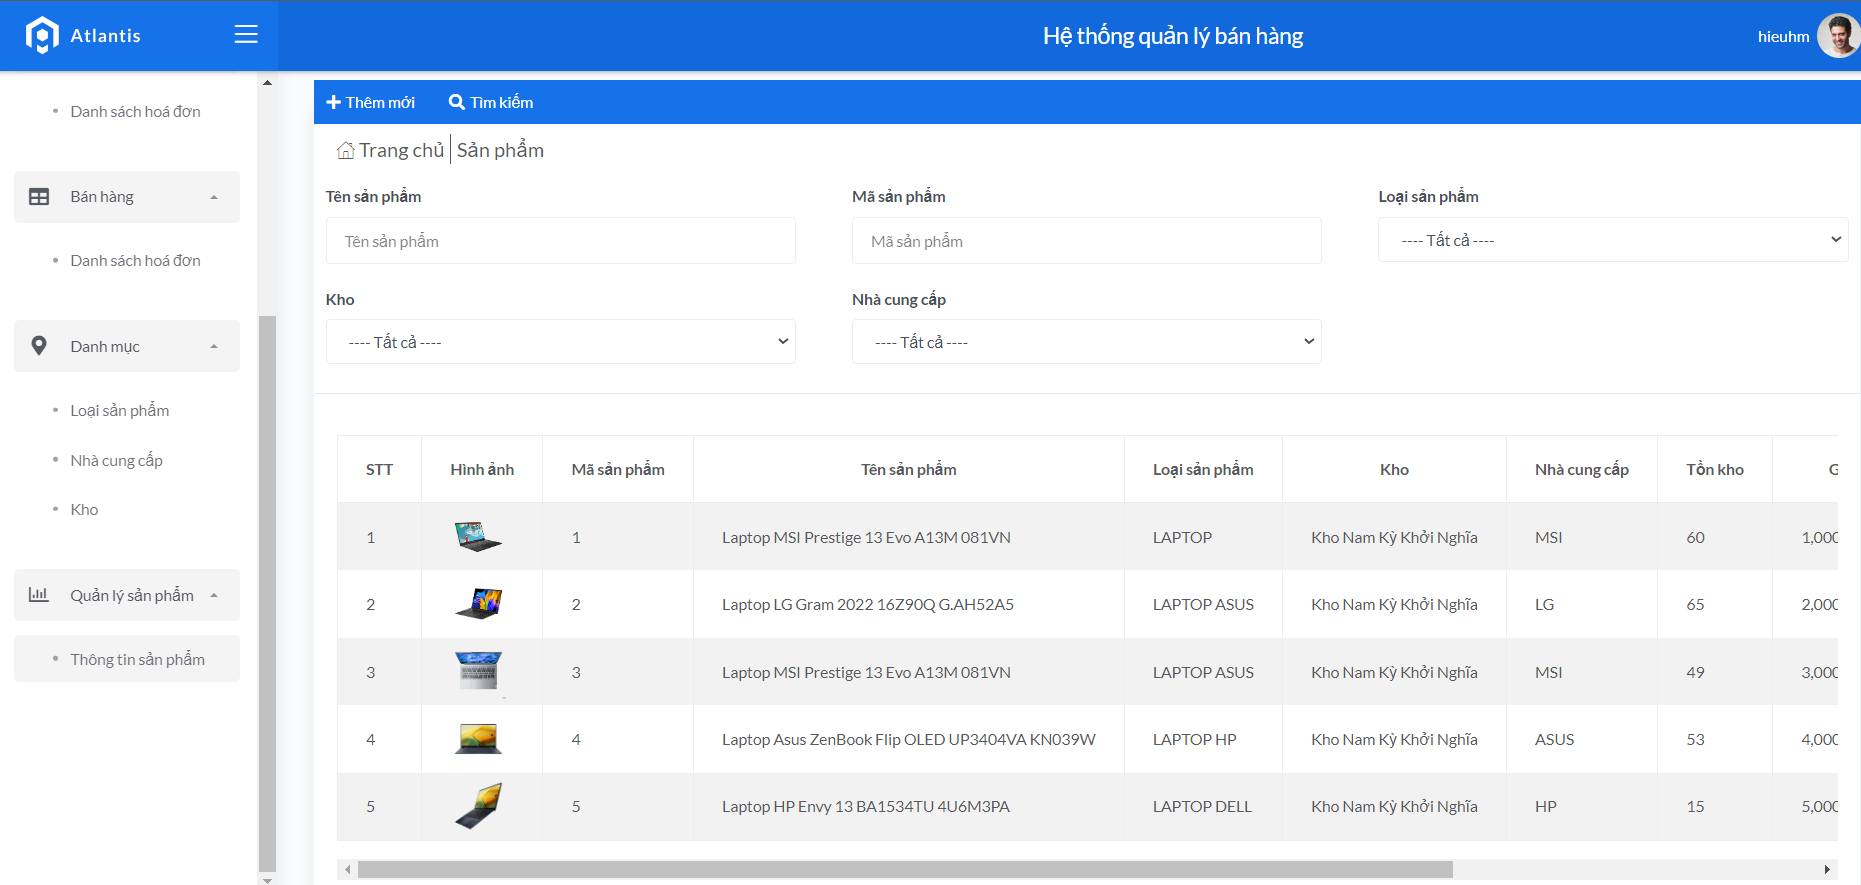 Atlantis
Hệ thống quản lý bán hàng
hieuhm
Danh sách hoá đơn
Bán hàng
Danh sách hoá đơn
Danh mục
Loại sản phẩm
Nhà cung cấp
Kho
Quản lý sản phẩm
Thông tin sản phẩm
Thêm mới Tìm kiếm
Trang chủ Sản phẩm
Tên sản phẩm Mã sản phẩm Loại sản phẩm
Tên sản phẩm Mã sản phẩm ---- Tất cả ----
Kho Nhà cung cấp
---- Tất cả ---- ---- Tất cả ----
STT Hình ảnh Mã sản phẩm Tên sản phẩm Loại sản phẩm Kho Nhà cung cấp Tồn kho G
1 1 Laptop MSI Prestige 13 Evo A13M 081VN LAPTOP Kho Nam Kỳ Khởi Nghĩa MSI 60 1,000
2 2 Laptop LG Gram 2022 16Z90Q G.AH52A5 LAPTOP ASUS Kho Nam Kỳ Khởi Nghĩa LG 65 2,000
3 3 Laptop MSI Prestige 13 Evo A13M 081VN LAPTOP ASUS Kho Nam Kỳ Khởi Nghĩa MSI 49 3,000
4 4 Laptop Asus ZenBook Flip OLED UP3404VA KN039W LAPTOP HP Kho Nam Kỳ Khởi Nghĩa ASUS 53 4,000
5 5 Laptop HP Envy 13 BA1534TU 4U6M3PA LAPTOP DELL Kho Nam Kỳ Khởi Nghĩa HP 15 5,000